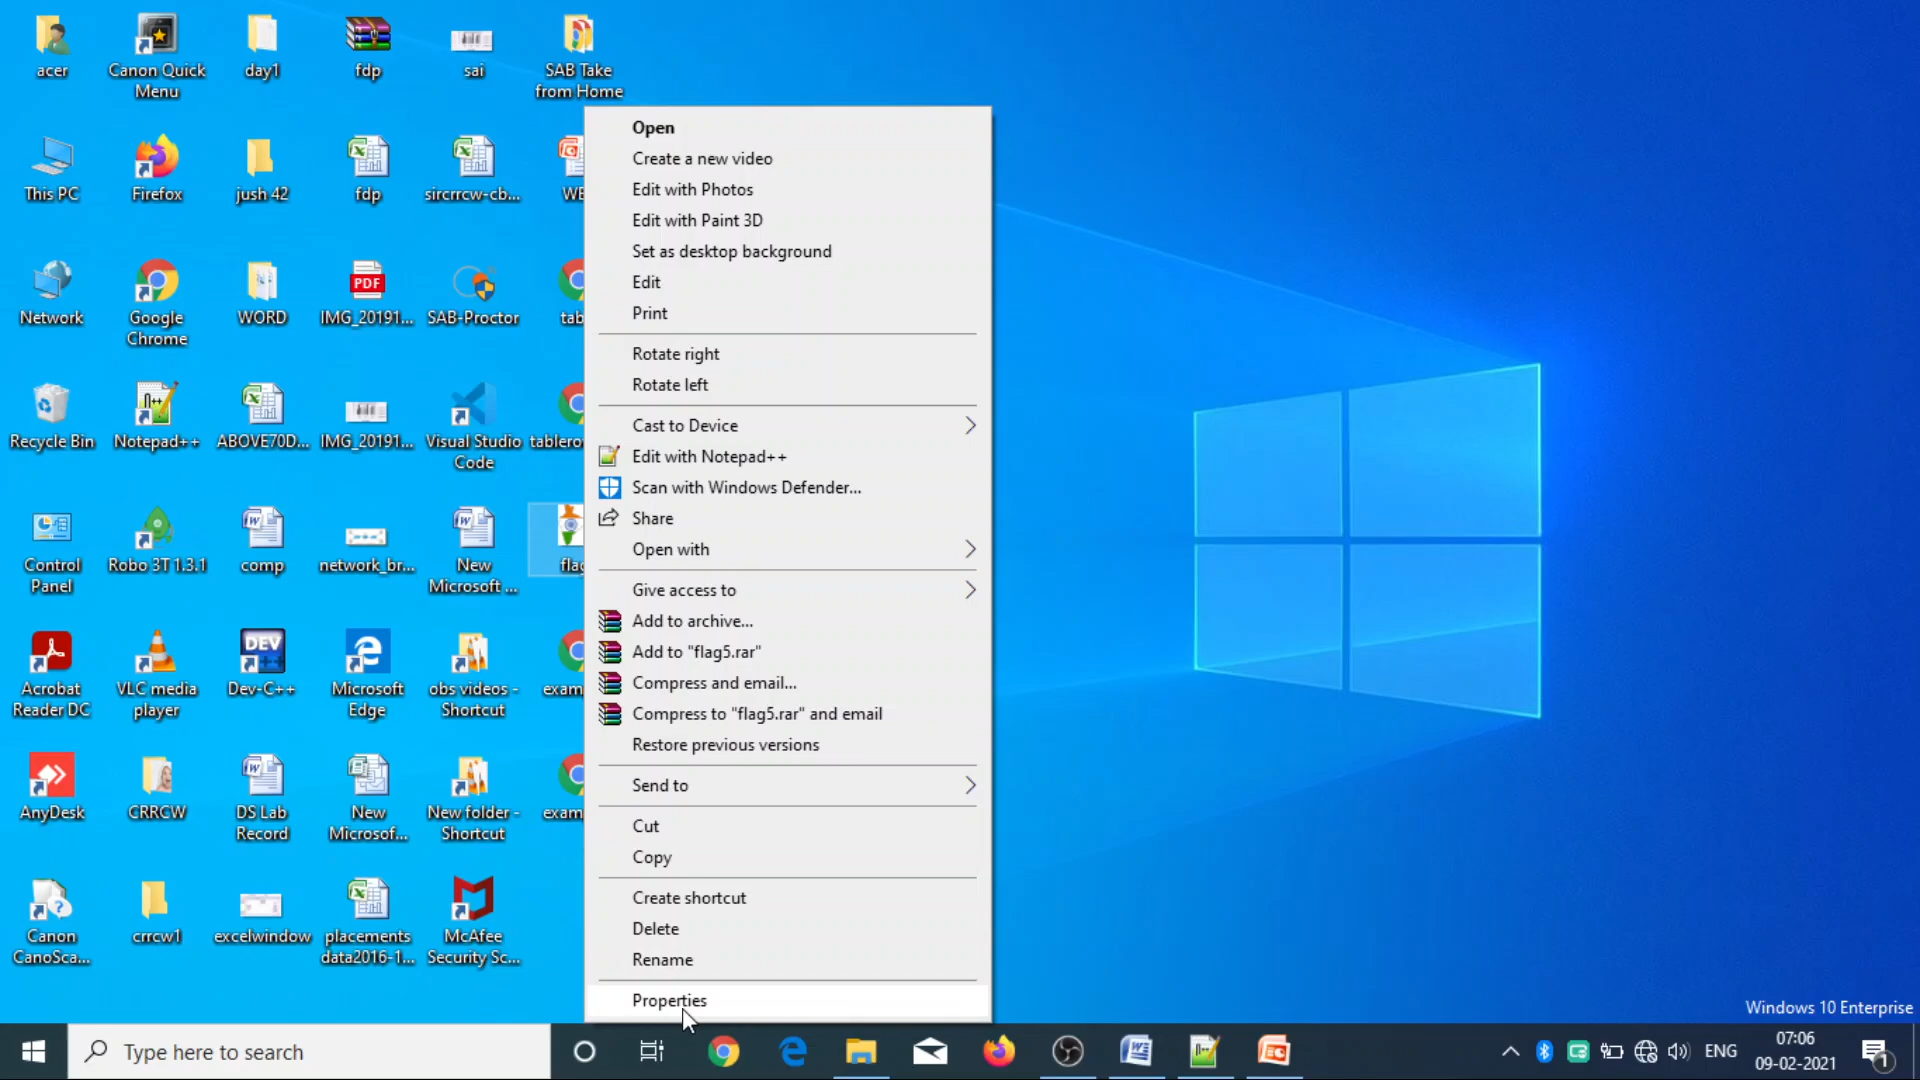 acer
Canon Quick
Menu
day1
fdp
sai
SAB Take
from Home
This PC
Firefox
jush 42
fdp
sircrrcw-cb...
WE
Network
Google
Chrome
WORD
PDF
IMG_20191...
SAB-Proctor
tab
Recycle Bin
Notepad++
ABOVE70D...
IMG_20191...
Visual Studio
Code
tablero
Control
Panel
Robo 3T 1.3.1
comp
network_br...
New
Microsoft ...
flag
Acrobat
Reader DC
VLC media
player
DEV
Dev-C++
Microsoft
Edge
obs videos -
Shortcut
exam
AnyDesk
CRRCW
DS Lab
Record
New
Microsof...
New folder -
Shortcut
exam
Canon
CanoSca...
crrcw1
excelwindow
placements
data2016-1...
McAfee
Security Sc...
Open
Create a new video
Edit with Photos
Edit with Paint 3D
Set as desktop background
Edit
Print
Rotate right
Rotate left
Cast to Device
Edit with Notepad++
Scan with Windows Defender...
Share
Open with
Give access to
Add to archive...
Add to "flag5.rar"
Compress and email...
Compress to "flag5.rar" and email
Restore previous versions
Send to
Cut
Copy
Create shortcut
Delete
Rename
Properties
Windows 10 Enterprise
Type here to search
ENG
07:06
09-02-2021
1